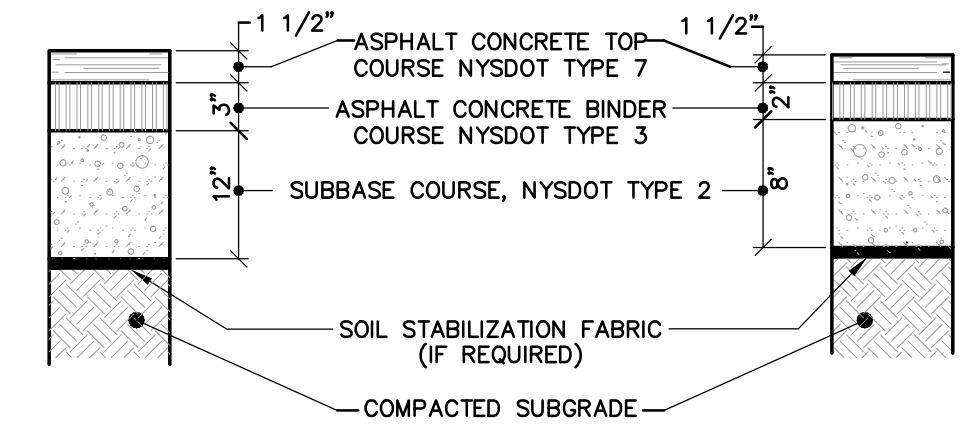 1 1/2"
1 1/2"
ASPHALT CONCRETE TOP
COURSE NYSDOT TYPE 7
3"
ASPHALT CONCRETE BINDER
COURSE NYSDOT TYPE 3
2"
12"
SUBBASE COURSE, NYSDOT TYPE 2
8"
SOIL STABILIZATION FABRIC
(IF REQUIRED)
COMPACTED SUBGRADE